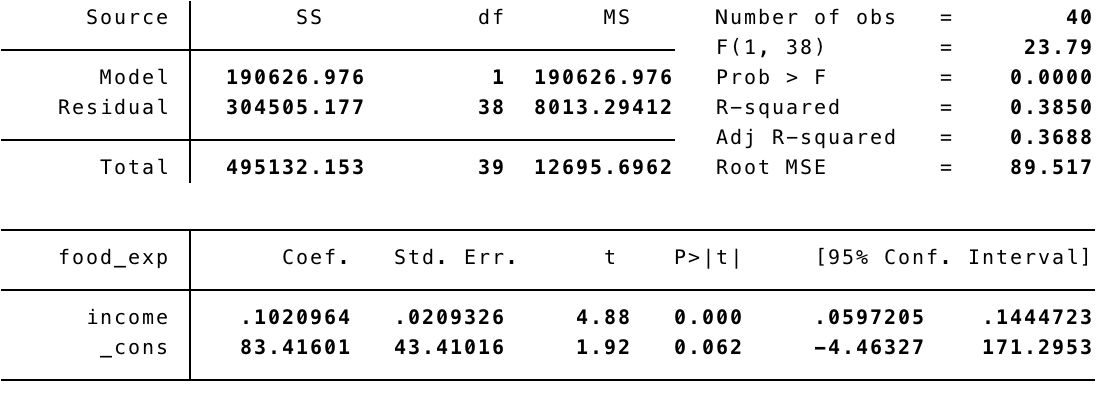 Source SS df MS Number of obs = 40
F(1, 38) = 23.79
Model 190626.976 1 190626.976 Prob > F = 0.0000
Residual 304505.177 38 8013.29412 R-squared = 0.3850
Adj R-squared = 0.3688
Total 495132.153 39 12695.6962 Root MSE = 89.517
food_exp Coef. Std. Err. t P>|t| [95% Conf. Interval]
income .1020964 .0209326 4.88 0.000 .0597205 .1444723
_cons 83.41601 43.41016 1.92 0.062 -4.46327 171.2953